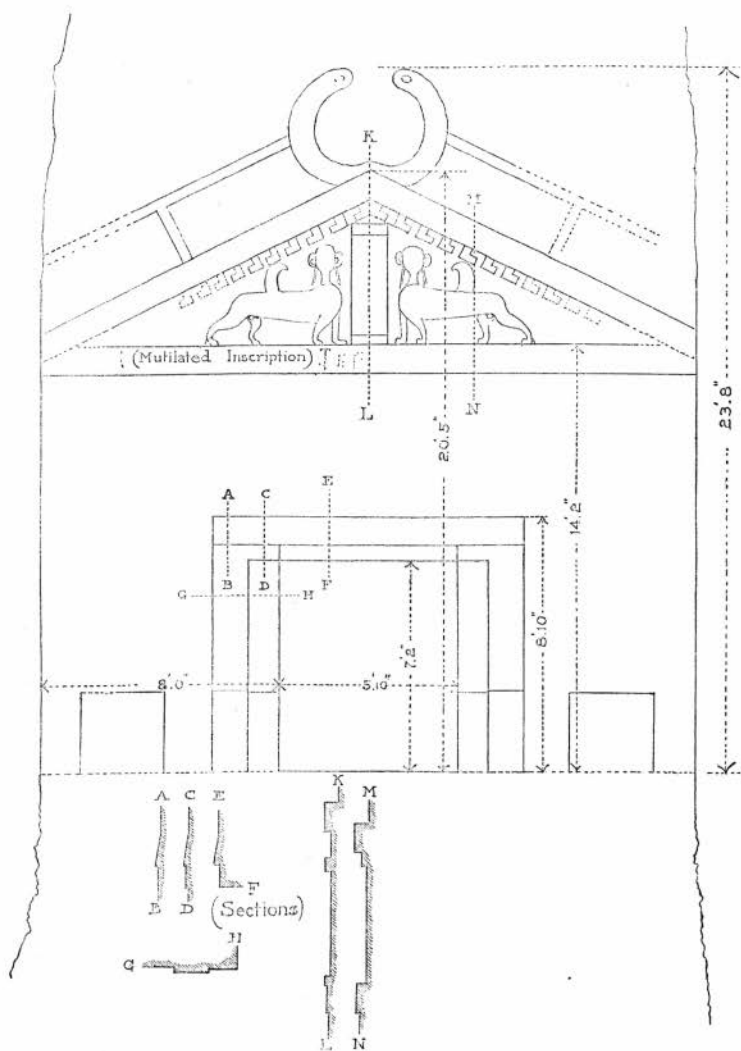 K
M
(Mutilated Inscription)
L
N
23'.8"
20'.5"
14'.2"
A
C
E
B
D
F
G
H
8'.10"
7'.2"
8'.0"
5'.10"
K
M
A
C
E
F
B
D
(Sections)
H
G
L
N